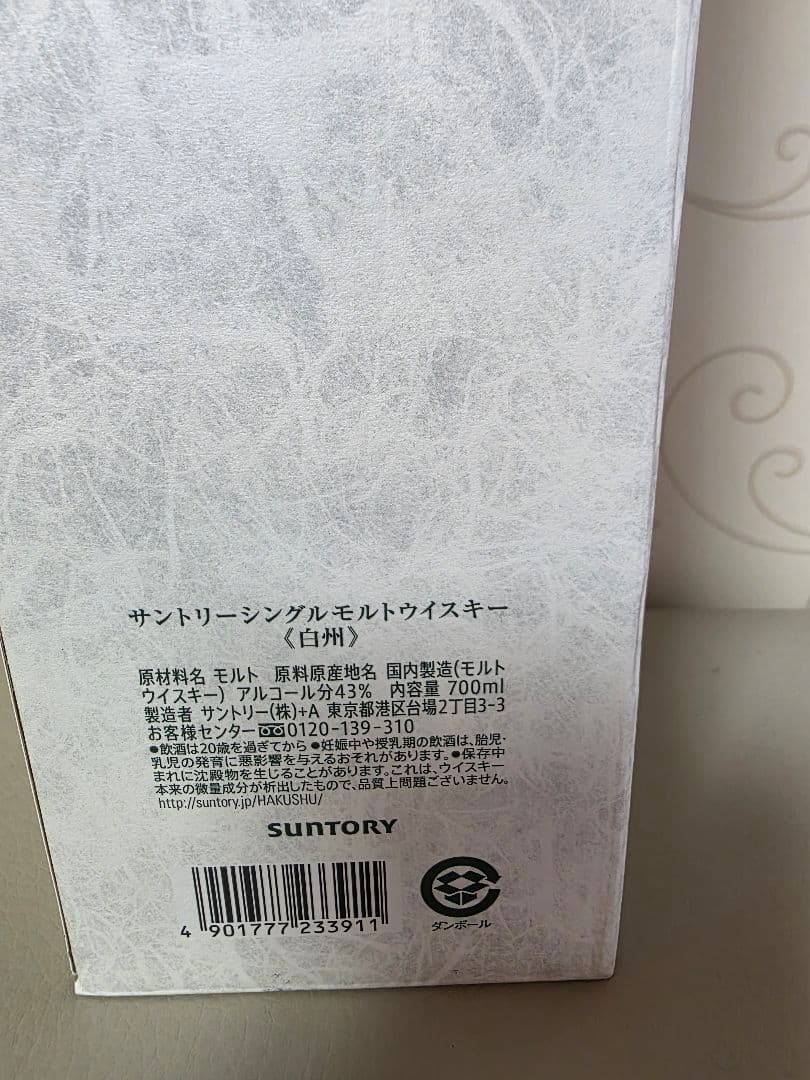 サントリーシングルモルトウイスキー
《白州》
原材料名 モルト 原料原産地名 国内製造(モルト
ウイスキー) アルコール分43% 内容量 700ml
製造者 サントリー(株)+A 東京都港区台場2丁目3-3
お客様センター 0120-139-310
●飲酒は20歳を過ぎてから ●妊娠中や授乳期の飲酒は、胎児・
乳児の発育に悪影響を与えるおそれがあります。●保存中
まれに沈殿物を生じることがあります。これは、ウイスキー
本来の微量成分が析出したもので、品質上問題ございません。
http://suntory.jp/HAKUSHU/
SUNTORY
4 901777 233911
ダンボール